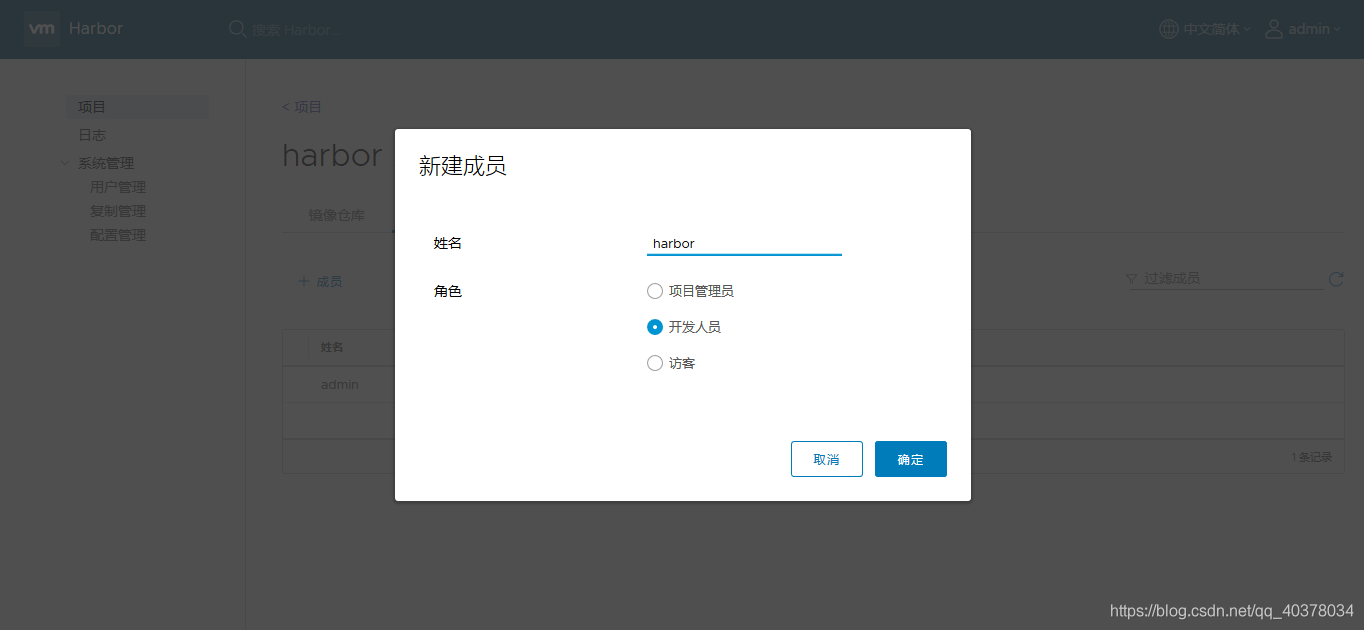 vm Harbor 搜索 Harbor... 中文简体 admin
项目
日志
系统管理
用户管理
复制管理
配置管理
< 项目
harbor
镜像仓库
+ 成员
过滤成员
姓名
admin
1 条记录
新建成员
姓名 harbor
角色 项目管理员
开发人员
访客
取消 确定
https://blog.csdn.net/qq_40378034